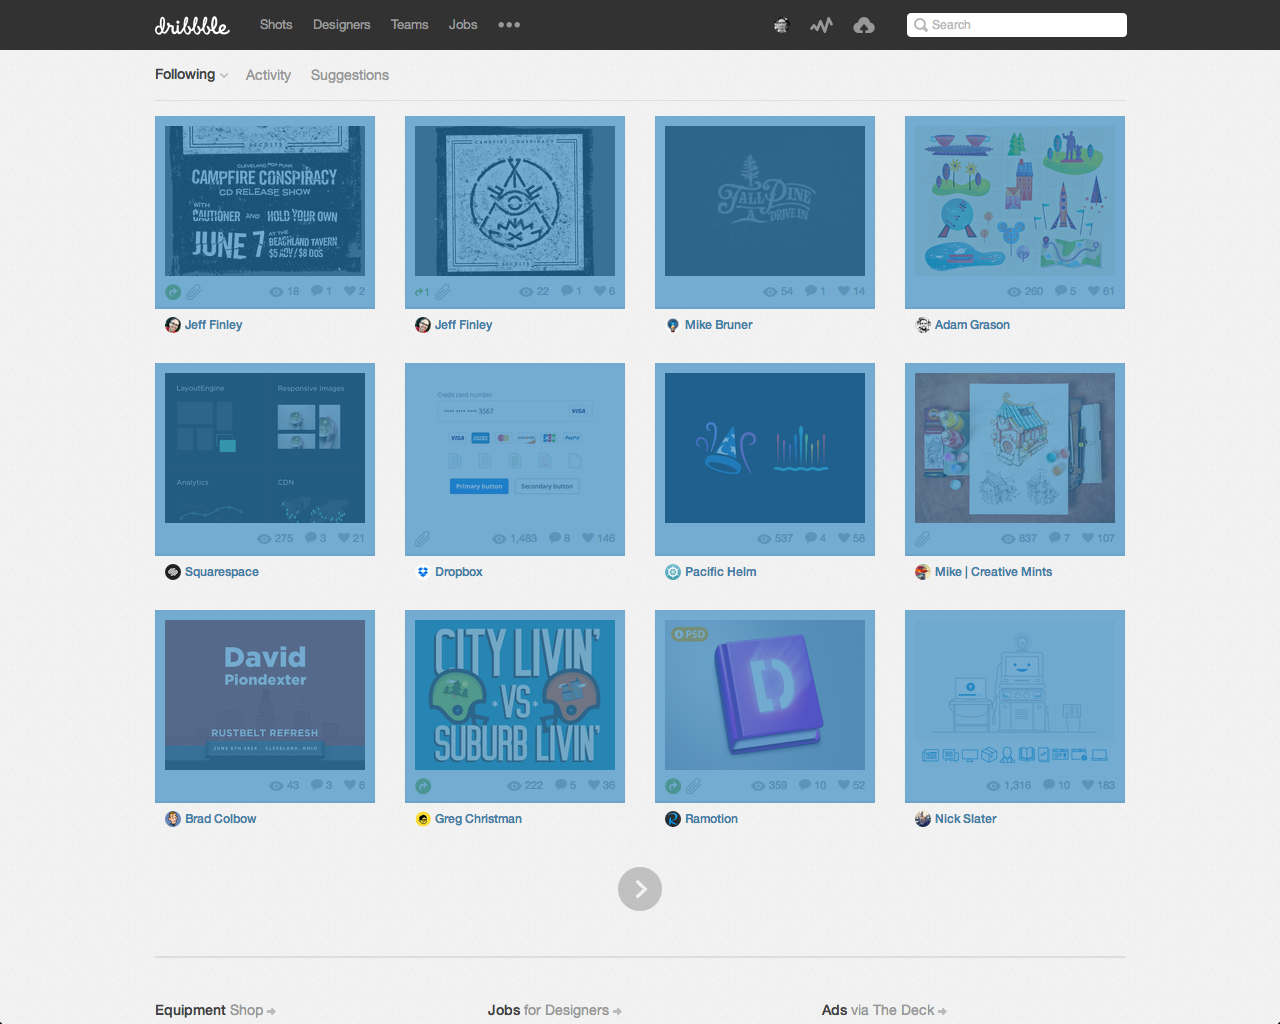 dribbble Shots Designers Teams Jobs Search
Following Activity Suggestions
SECRETS
CLEVELAND POP PUNK
CAMPFIRE CONSPIRACY
CD RELEASE SHOW
WITH
CAUTIONER AND HOLD YOUR OWN
JUNE 7 AT THE
BEACHLAND TAVERN
$5 ADV / $8 DOS
CAMPFIRE CONSPIRACY
SECRETS
TALL PINE
DRIVE IN
18 1 2
1 22 1 6
54 1 14
260 5 61
Jeff Finley
Jeff Finley
Mike Bruner
Adam Grason
LayoutEngine Responsive Images
Analytics CDN
Credit card number
•••• •••• •••• 3567 VISA
VISA PayPal
Primary button Secondary button
275 3 21
1,483 8 146
537 4 58
837 7 107
Squarespace
Dropbox
Pacific Helm
Mike | Creative Mints
David
Piondexter
RUSTBELT REFRESH
JUNE 6TH 2014 · CLEVELAND, OHIO
CITY LIVIN'
VS
SUBURB LIVIN'
PSD
D
43 3 6
222 5 36
359 10 52
1,316 10 183
Brad Colbow
Greg Christman
Ramotion
Nick Slater
Equipment Shop
Jobs for Designers
Ads via The Deck